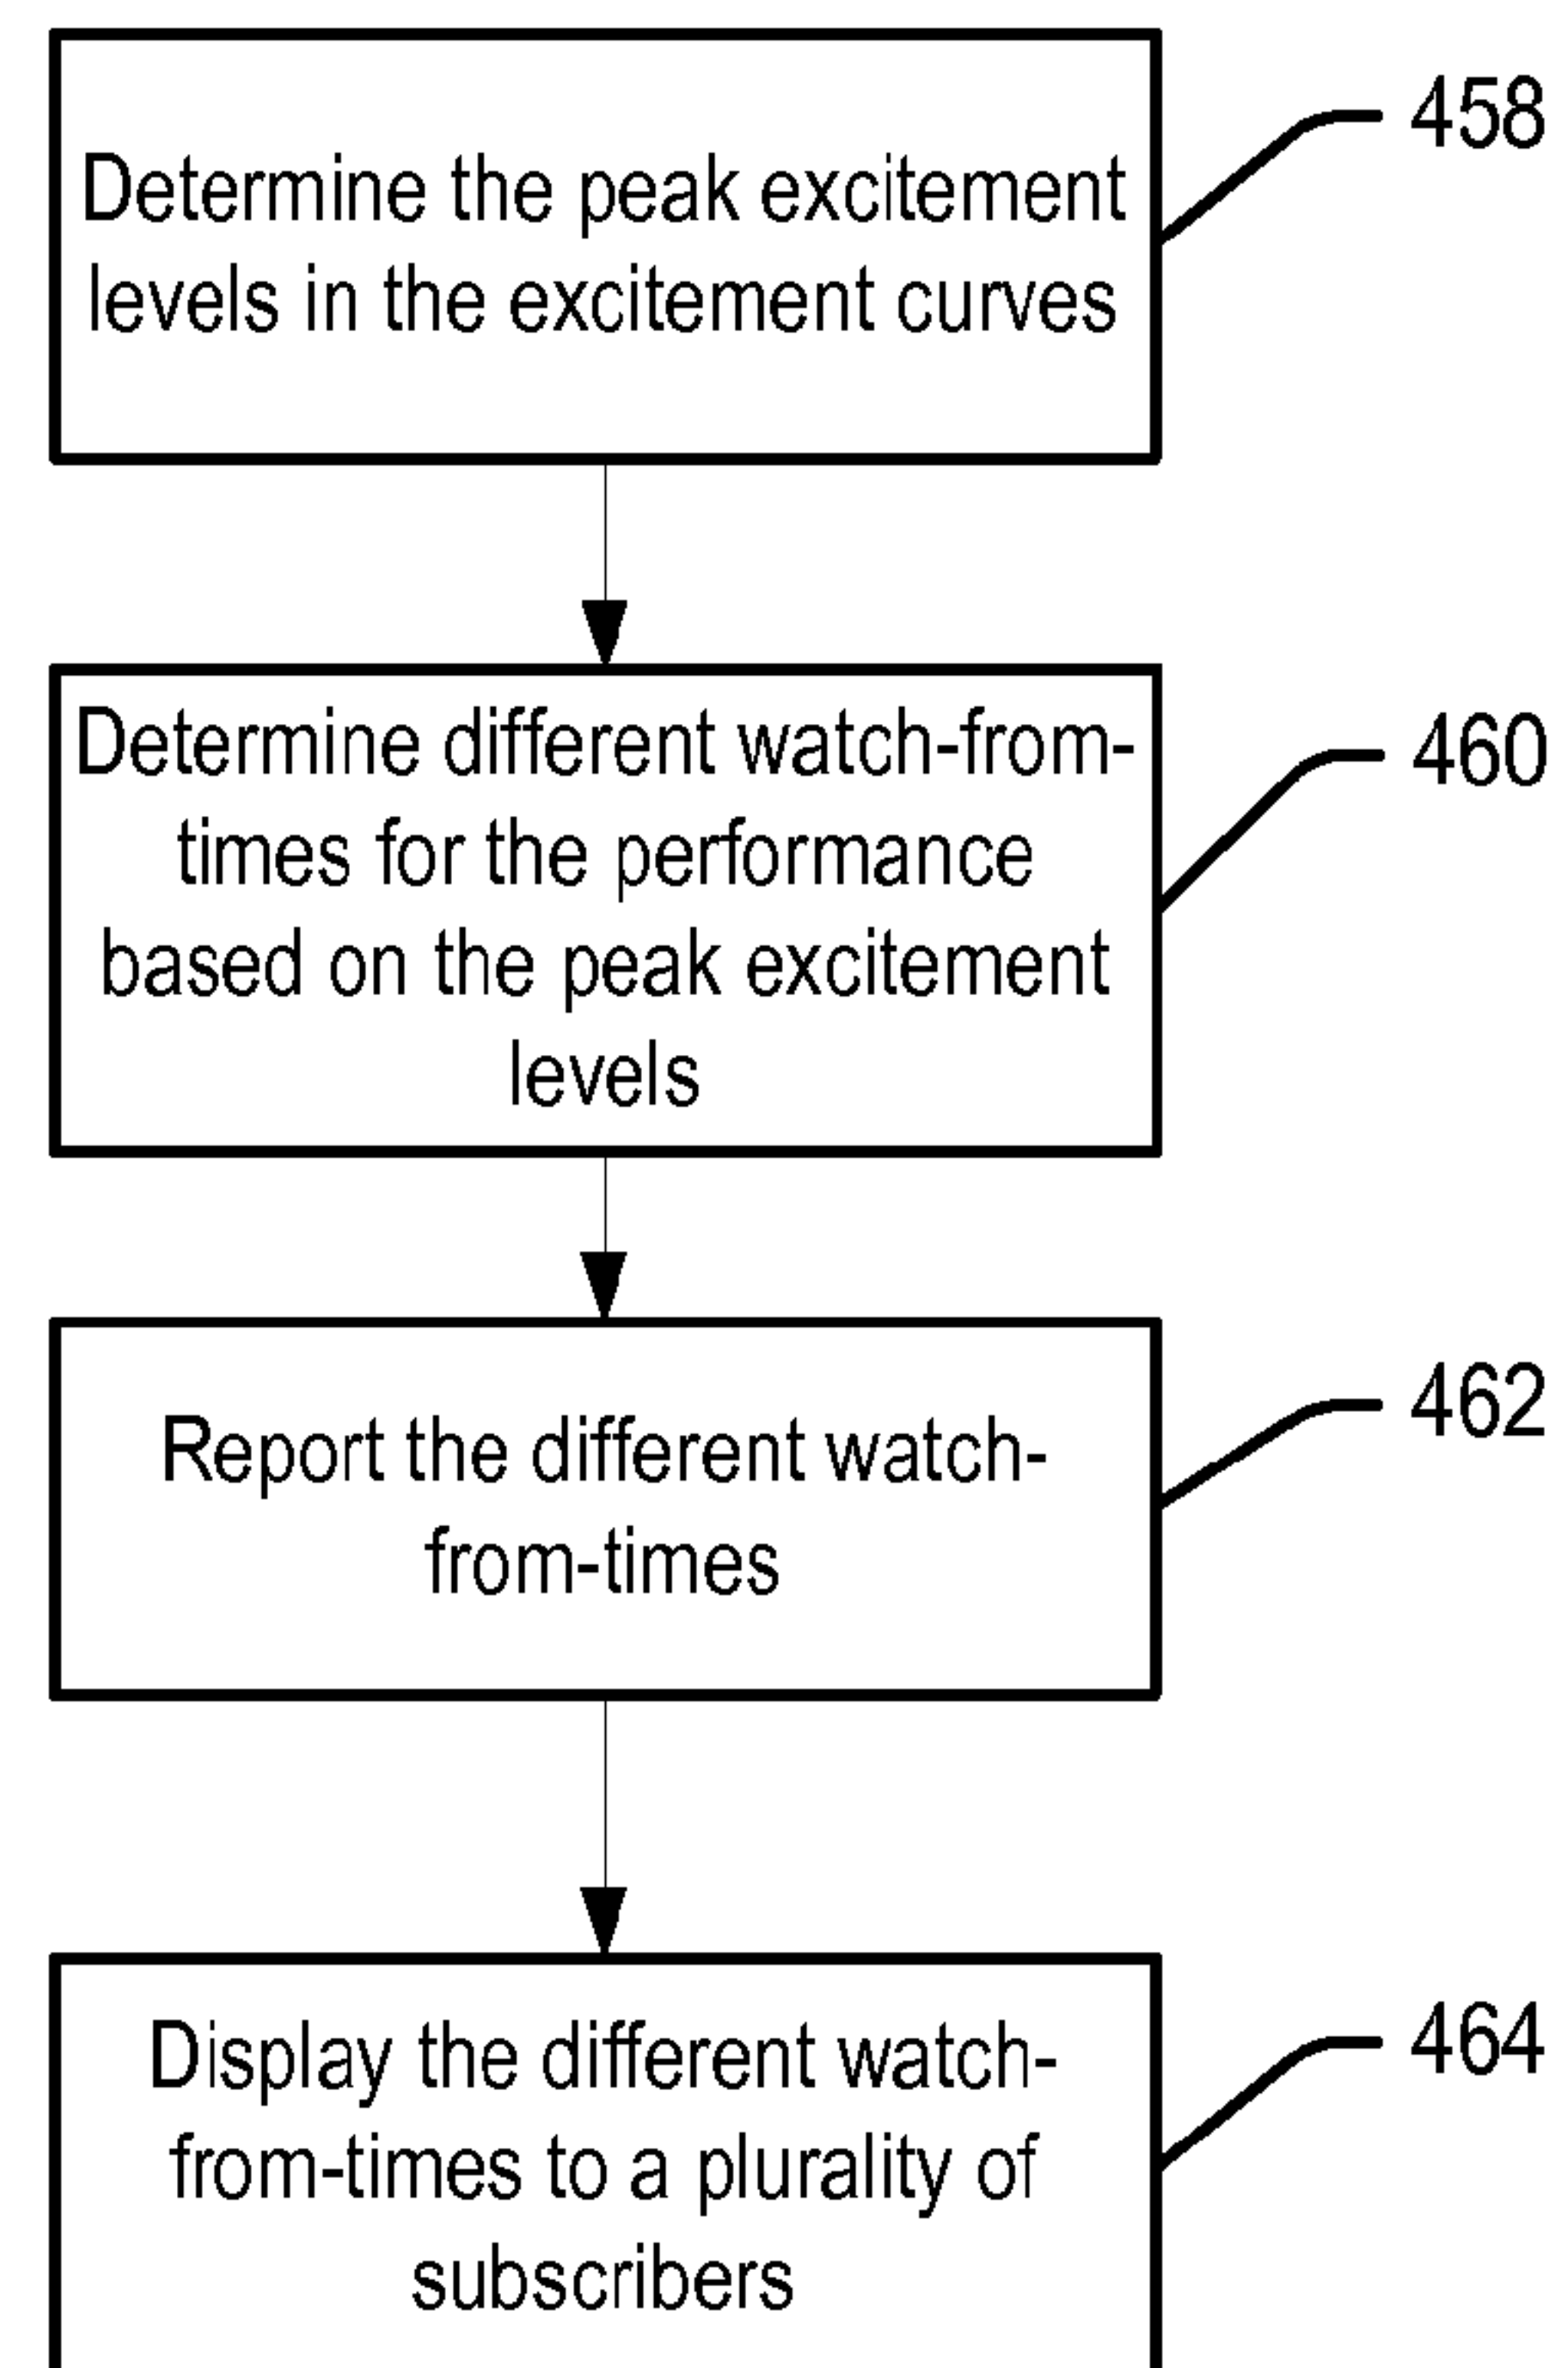 Determine the peak excitement
levels in the excitement curves
458
Determine different watch-from-
times for the performance
based on the peak excitement
levels
460
Report the different watch-
from-times
462
Display the different watch-
from-times to a plurality of
subscribers
464